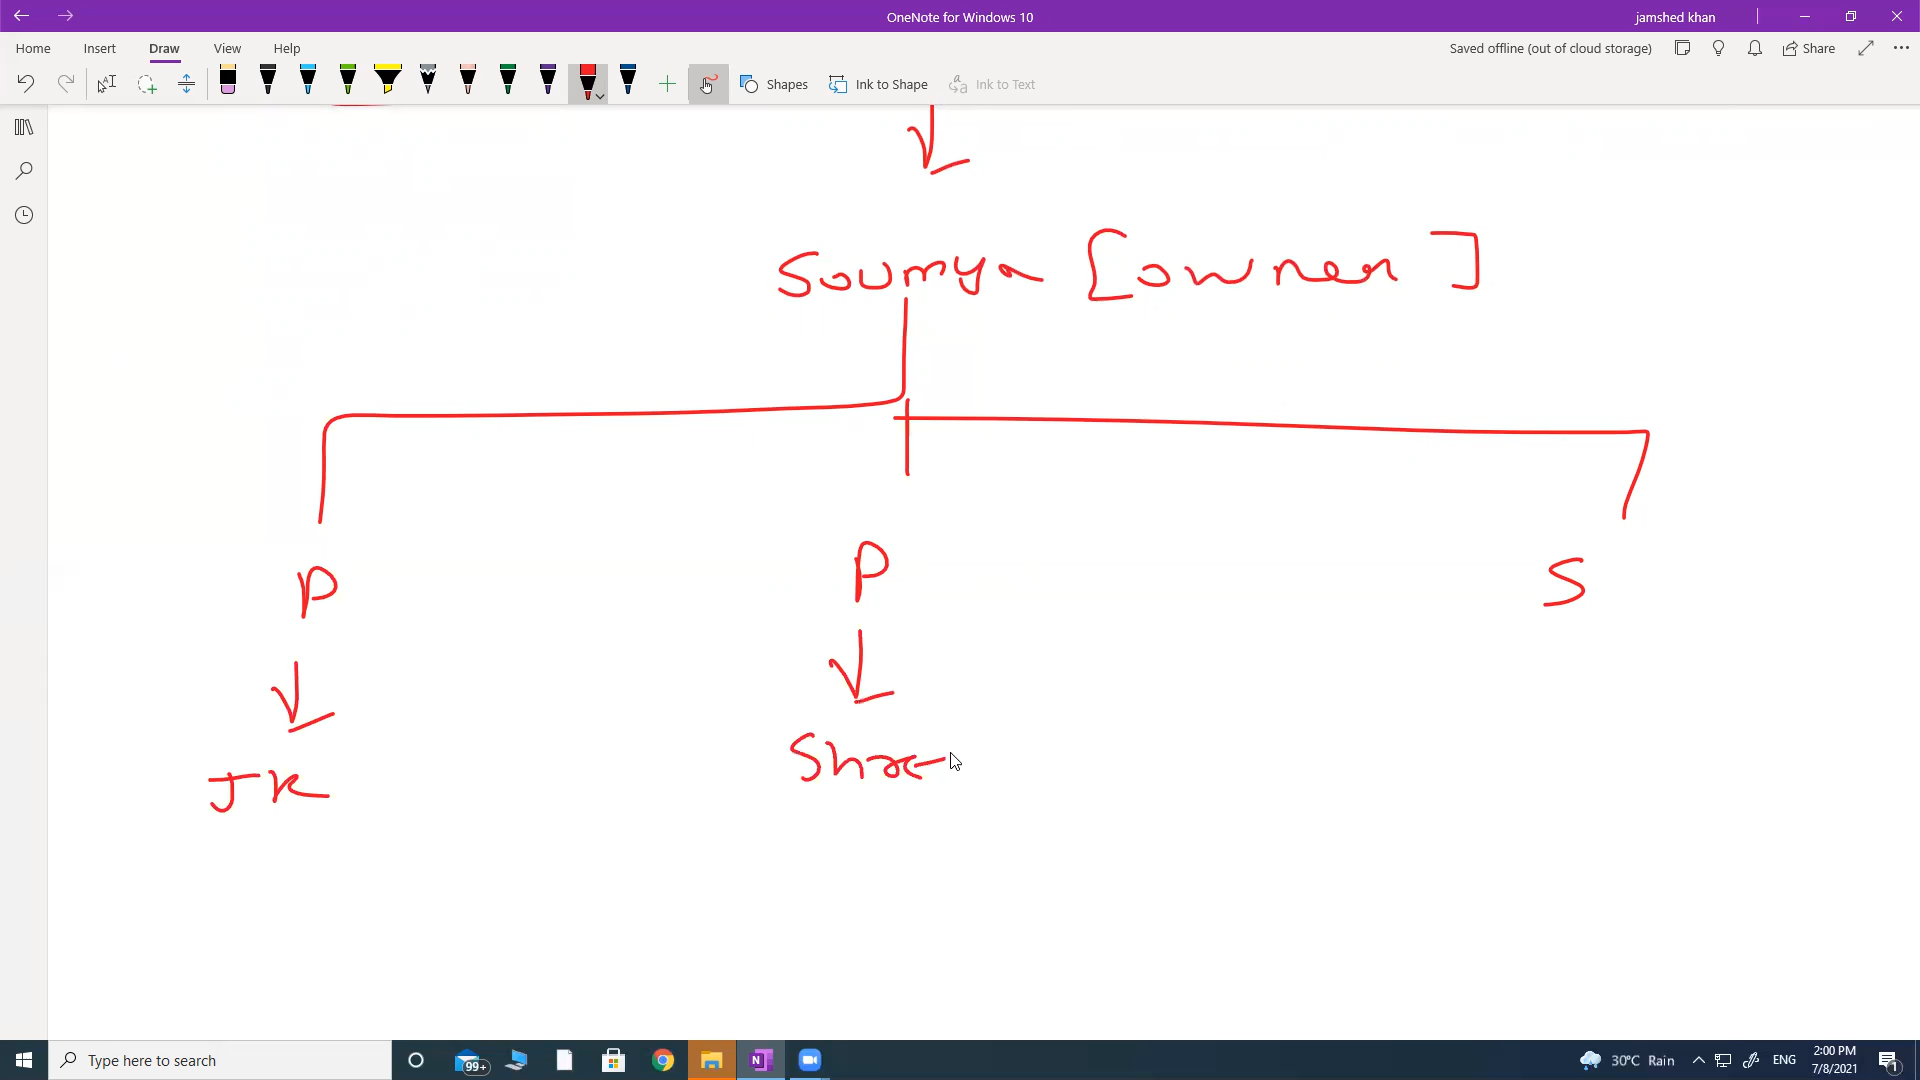 OneNote for Windows 10
jamshed khan
Home Insert Draw View Help
Saved offline (out of cloud storage)
Share
Shapes Ink to Shape Ink to Text
Soumya [owner]
P P S
JK
Type here to search
99+
30°C Rain
ENG
2:00 PM
7/8/2021
1